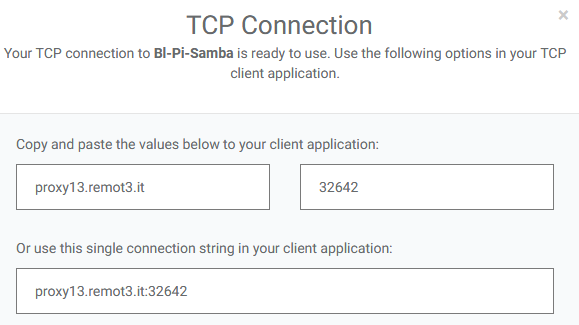 TCP Connection
Your TCP connection to Bl-Pi-Samba is ready to use. Use the following options in your TCP
client application.
Copy and paste the values below to your client application:
proxy13.remot3.it 32642
Or use this single connection string in your client application:
proxy13.remot3.it:32642